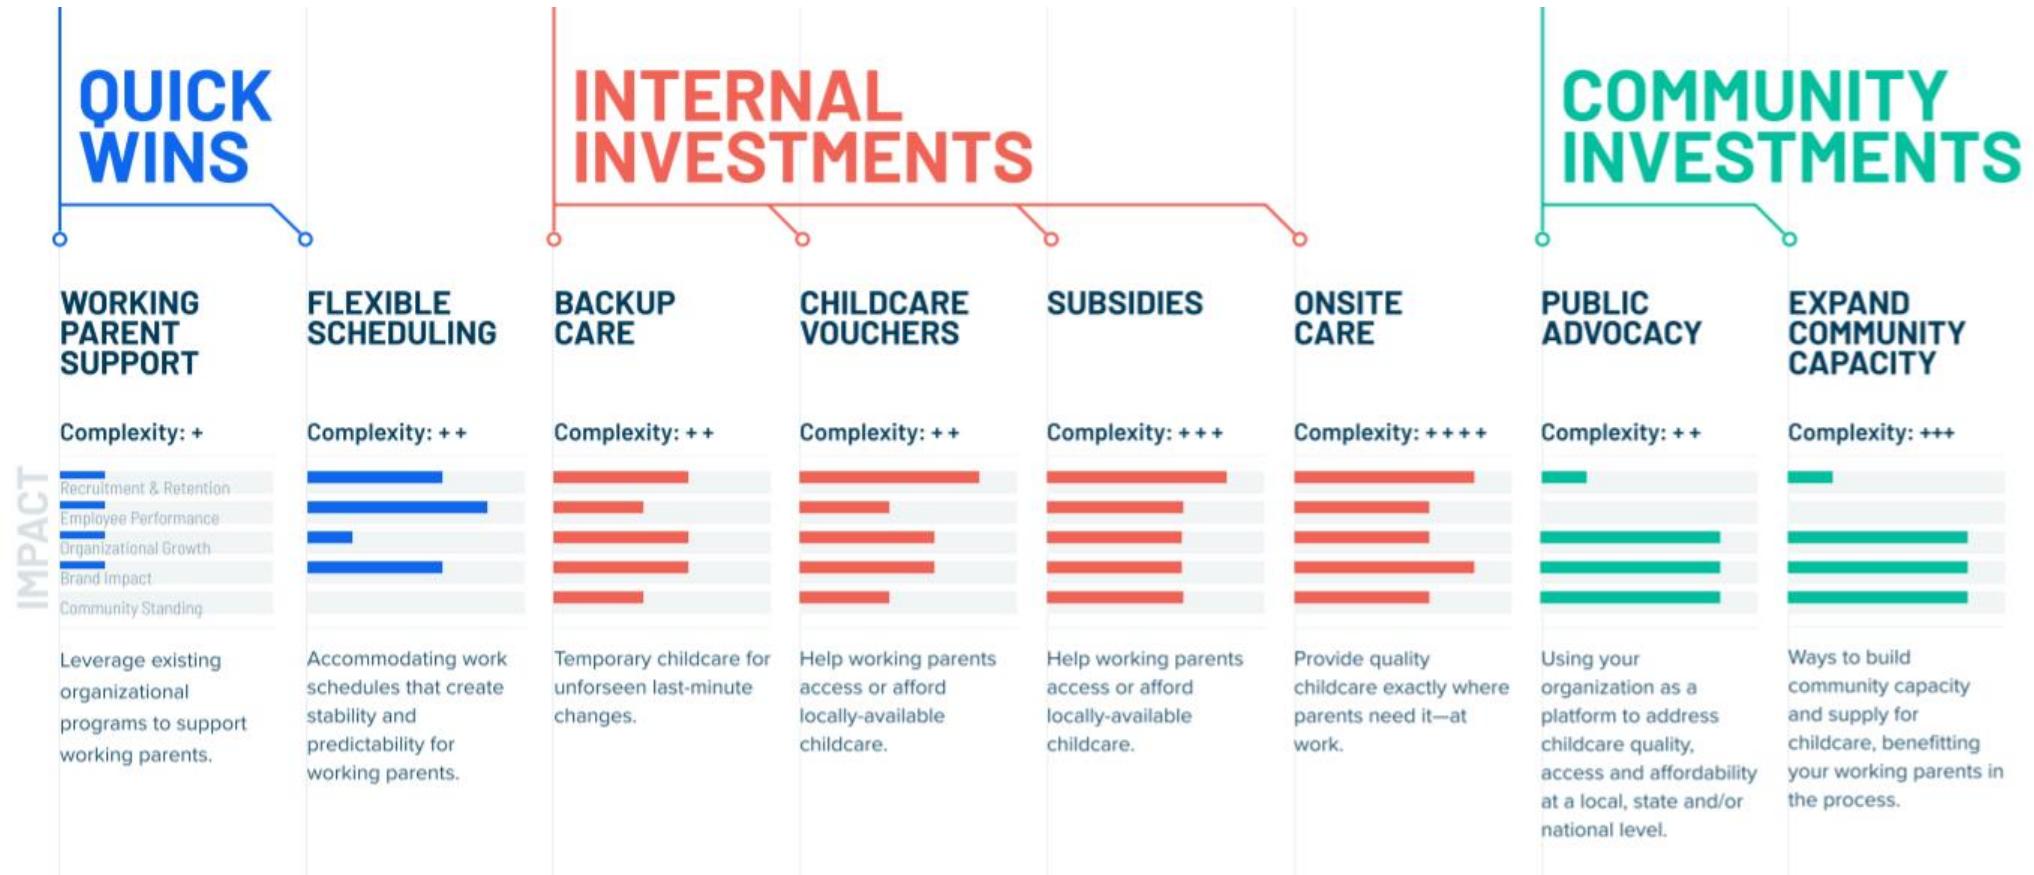 QUICK
WINS
INTERNAL
INVESTMENTS
COMMUNITY
INVESTMENTS
WORKING
PARENT
SUPPORT
Complexity: +
IMPACT
Recruitment & Retention
Employee Performance
Organizational Growth
Brand Impact
Community Standing
Leverage existing
organizational
programs to support
working parents.
FLEXIBLE
SCHEDULING
Complexity: + +
Accommodating work
schedules that create
stability and
predictability for
working parents.
BACKUP
CARE
Complexity: + +
Temporary childcare for
unforseen last-minute
changes.
CHILDCARE
VOUCHERS
Complexity: + +
Help working parents
access or afford
locally-available
childcare.
SUBSIDIES
Complexity: + + +
Help working parents
access or afford
locally-available
childcare.
ONSITE
CARE
Complexity: + + + +
Provide quality
childcare exactly where
parents need it—at
work.
PUBLIC
ADVOCACY
Complexity: + +
Using your
organization as a
platform to address
childcare quality,
access and affordability
at a local, state and/or
national level.
EXPAND
COMMUNITY
CAPACITY
Complexity: +++
Ways to build
community capacity
and supply for
childcare, benefitting
your working parents in
the process.